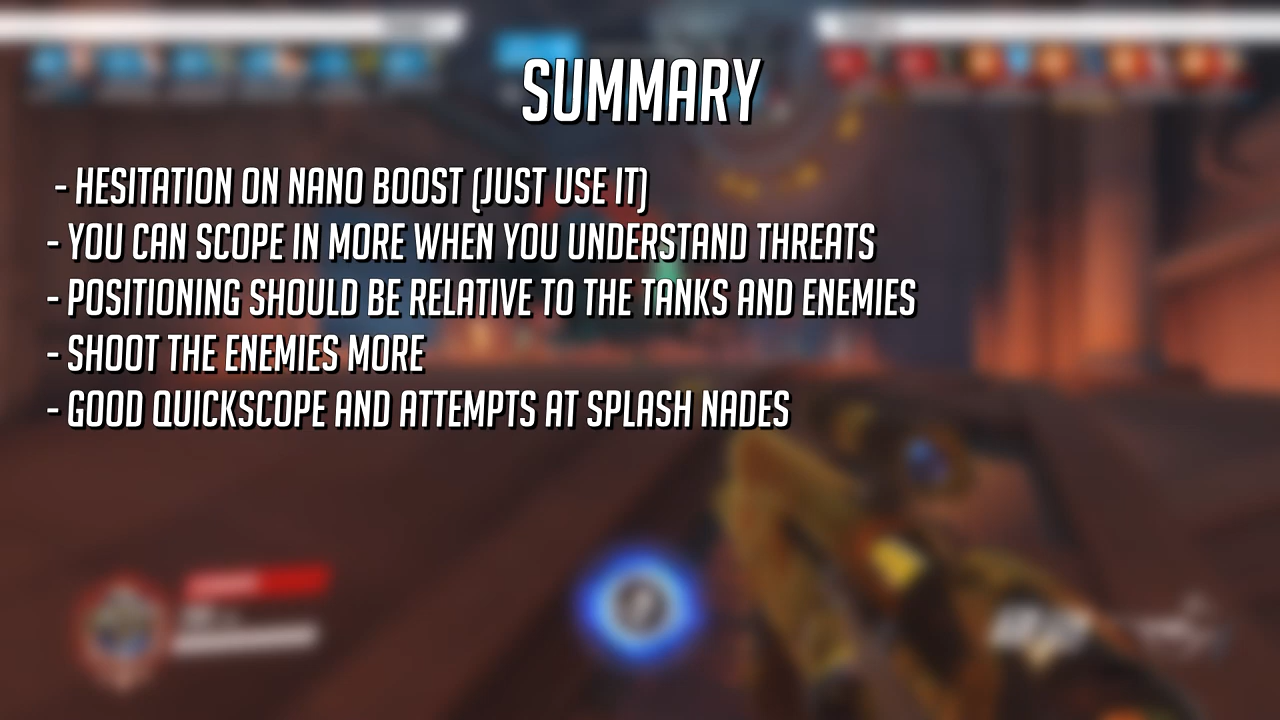 SUMMARY
- HESITATION ON NANO BOOST (JUST USE IT)
- YOU CAN SCOPE IN MORE WHEN YOU UNDERSTAND THREATS
- POSITIONING SHOULD BE RELATIVE TO THE TANKS AND ENEMIES
- SHOOT THE ENEMIES MORE
- GOOD QUICKSCOPE AND ATTEMPTS AT SPLASH NADES